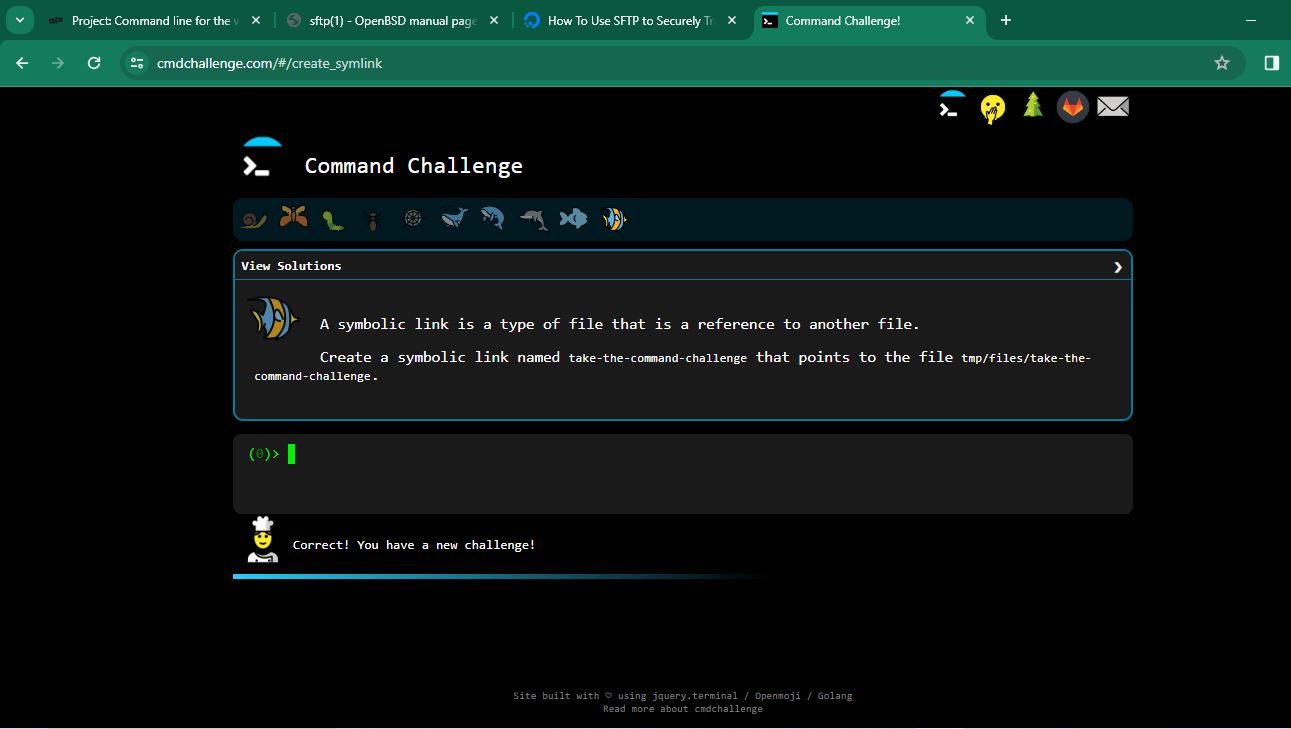 alx Project: Command line for the w
sftp(1) - OpenBSD manual page
How To Use SFTP to Securely Tr
Command Challenge!
cmdchallenge.com/#/create_symlink
Command Challenge
View Solutions
A symbolic link is a type of file that is a reference to another file.
Create a symbolic link named take-the-command-challenge that points to the file tmp/files/take-the-
command-challenge.
(0)>
Correct! You have a new challenge!
Site built with ♡ using jquery.terminal / Openmoji / Golang
Read more about cmdchallenge